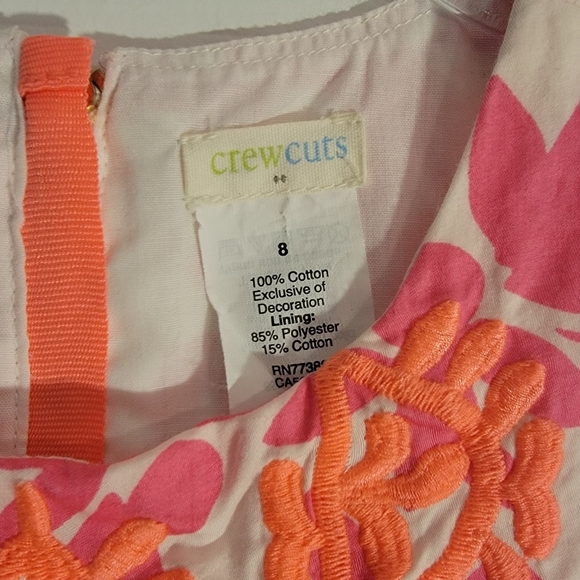 crewcuts
8
100% Cotton
Exclusive of
Decoration
Lining:
85% Polyester
15% Cotton